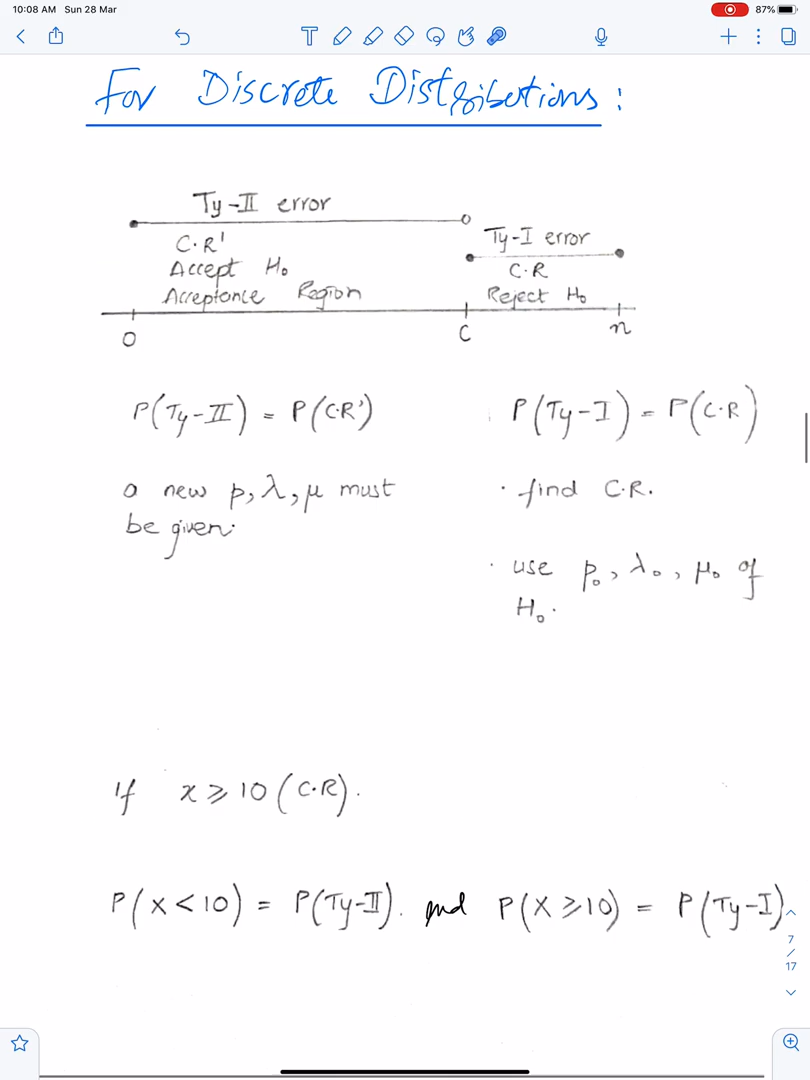 10:08 AM Sun 28 Mar
87%
For Discrete Distributions:
Ty-II error
C.R'
Accept H₀
Acceptance Region
Ty-I error
C.R
Reject H₀
0
C
n
P(Ty-II) = P(C.R')
P(Ty-I) = P(C.R)
a new p, λ, μ must
be given.
· find C.R.
· use p₀, λ₀, μ₀ of
H₀.
If x ⩾ 10 (C.R).
P(X < 10) = P(Ty-II). and P(X ⩾ 10) = P(Ty-I)
7
/
17